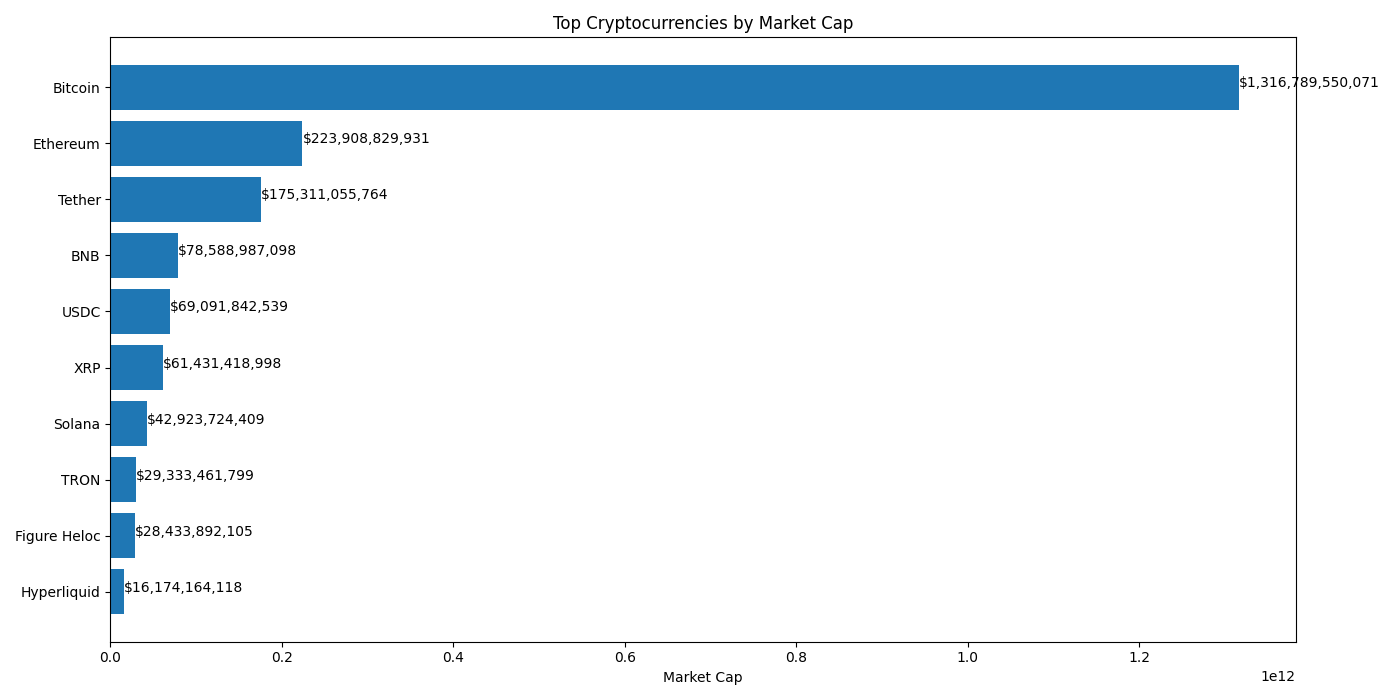 Top Cryptocurrencies by Market Cap
Bitcoin $1,316,789,550,071
Ethereum $223,908,829,931
Tether $175,311,055,764
BNB $78,588,987,098
USDC $69,091,842,539
XRP $61,431,418,998
Solana $42,923,724,409
TRON $29,333,461,799
Figure Heloc $28,433,892,105
Hyperliquid $16,174,164,118
0.0 0.2 0.4 0.6 0.8 1.0 1.2
1e12
Market Cap